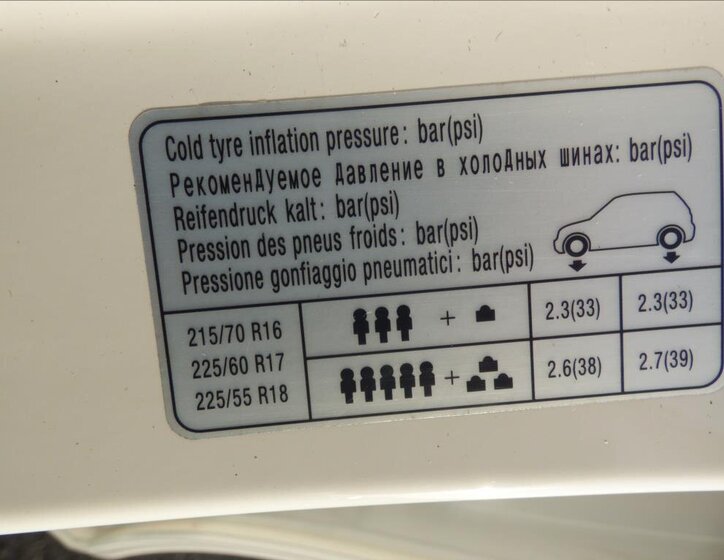 Cold tyre inflation pressure: bar(psi)
Рекомендуемое давление в холодных шинах: bar(psi)
Reifendruck kalt: bar(psi)
Pression des pneus froids: bar(psi)
Pressione gonfiaggio pneumatici: bar(psi)
215/70 R16
225/60 R17
225/55 R18
+ 2.3(33) 2.3(33)
+ 2.6(38) 2.7(39)